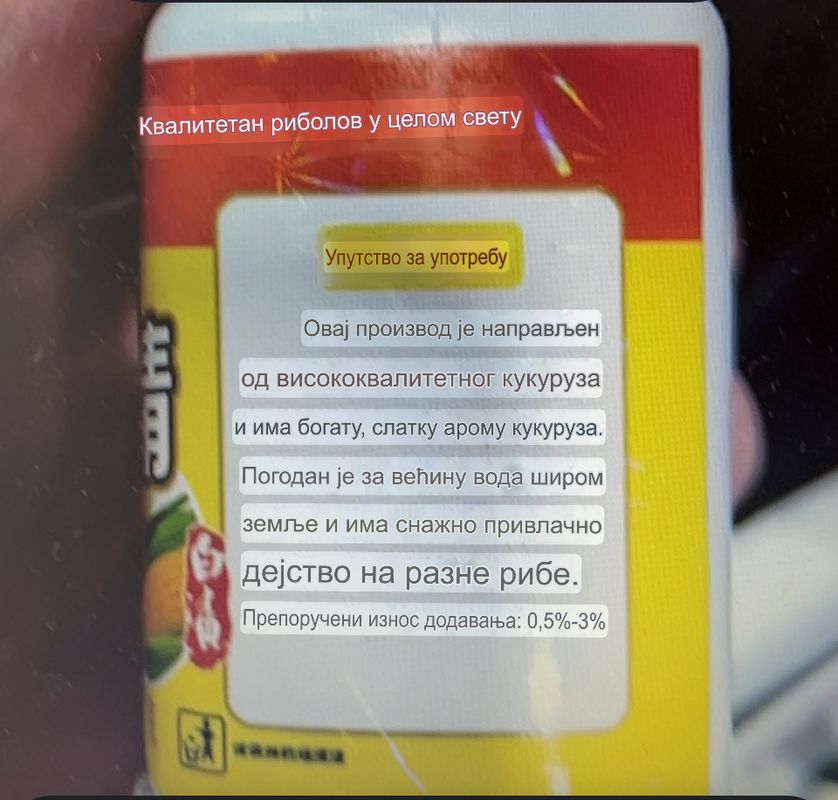 Квалитетан риболов у целом свету
Упутство за употребу
Овај производ је направљен
од висококвалитетног кукуруза
и има богату, слатку арому кукуруза.
Погодан је за већину вода широм
земље и има снажно привлачно
дејство на разне рибе.
Препоручени износ додавања: 0,5%-3%